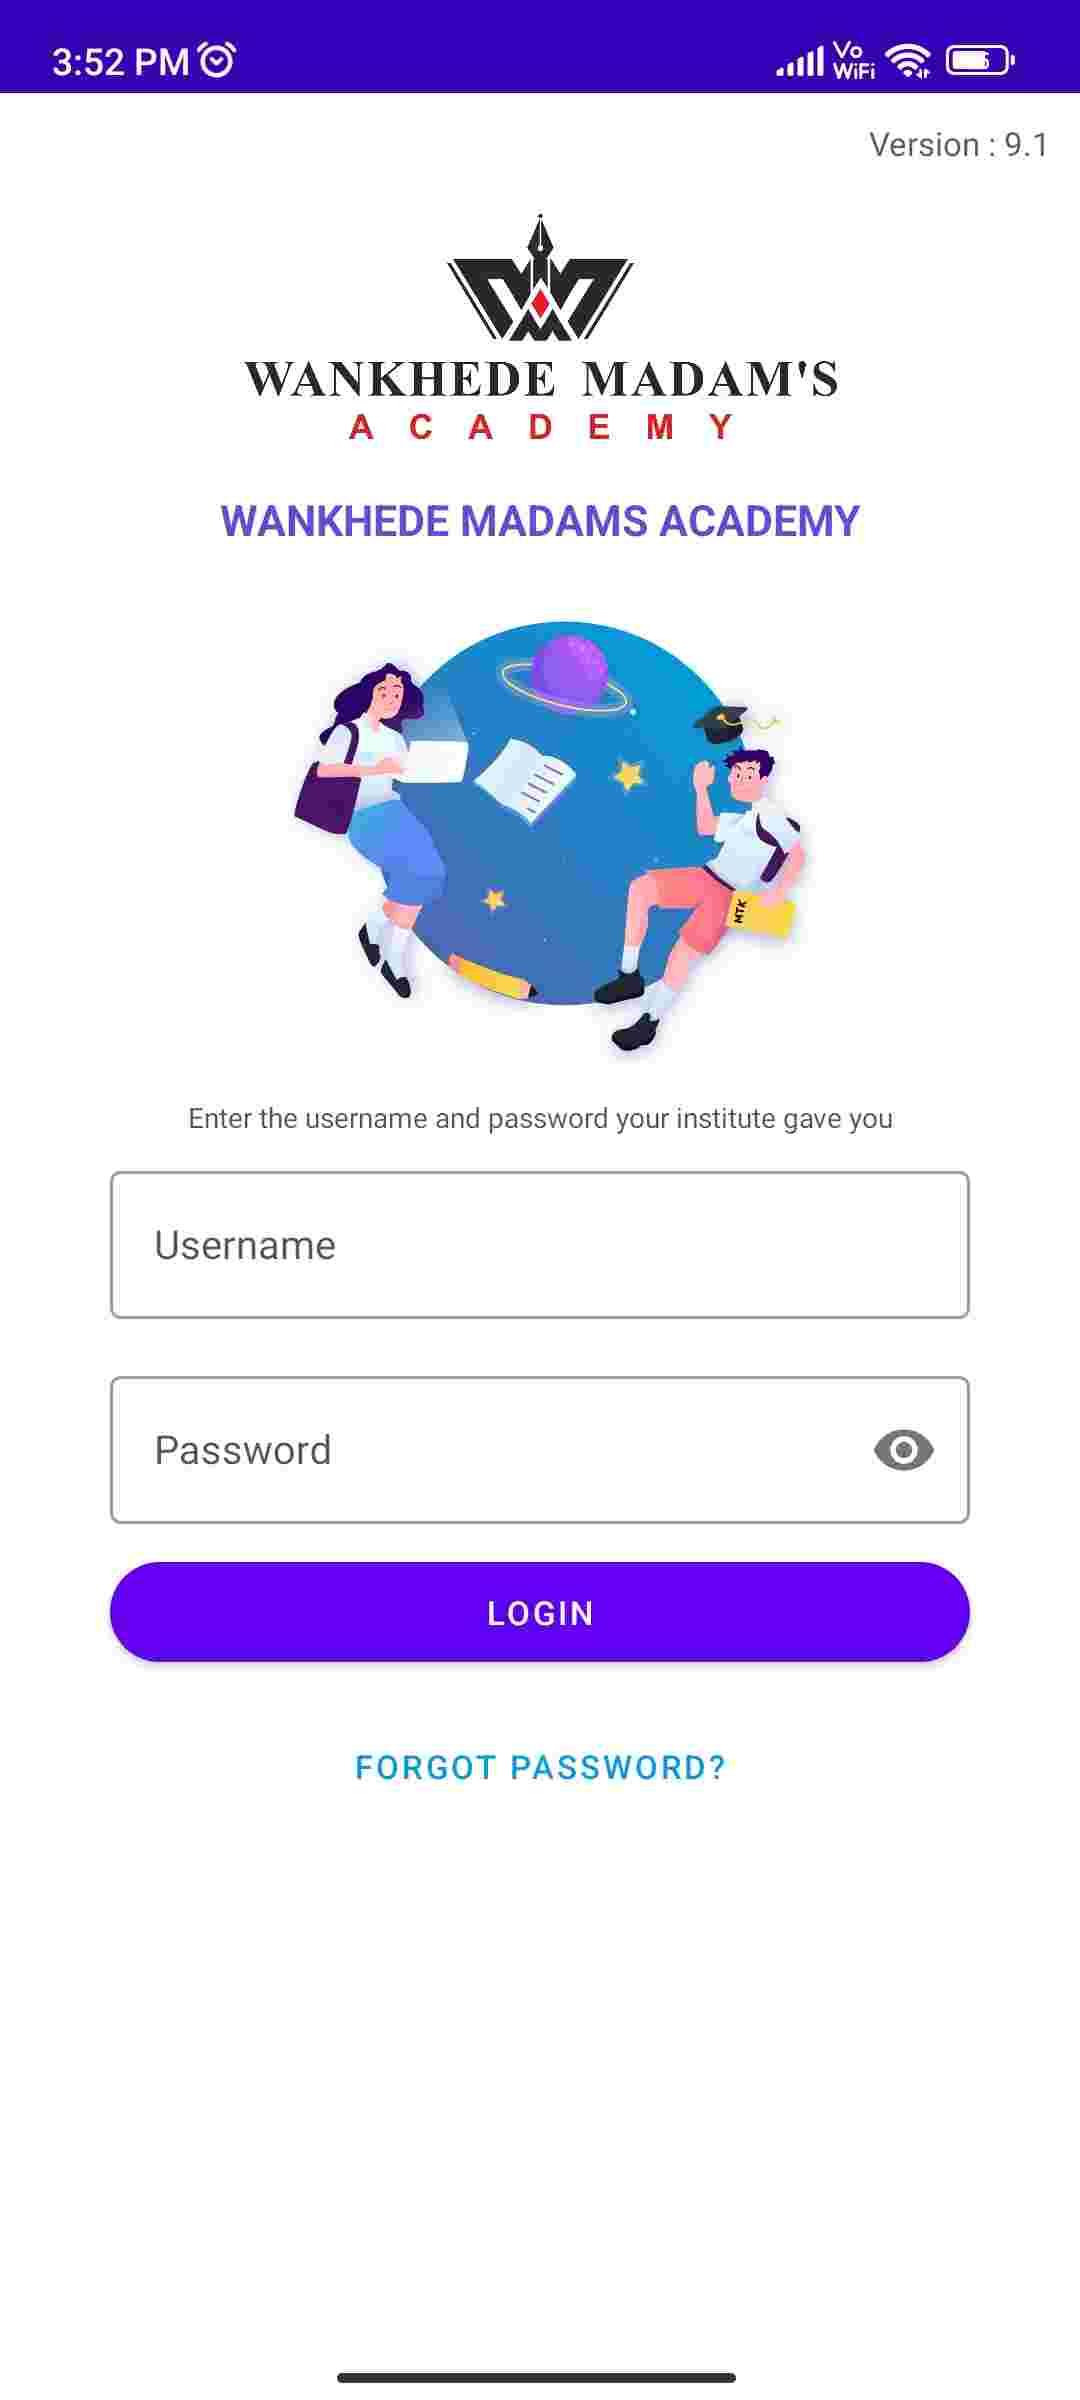 3:52 PM
Vo
WiFi
Version : 9.1
WANKHEDE MADAM'S
ACADEMY
WANKHEDE MADAMS ACADEMY
MTK
Enter the username and password your institute gave you
Username
Password
LOGIN
FORGOT PASSWORD?